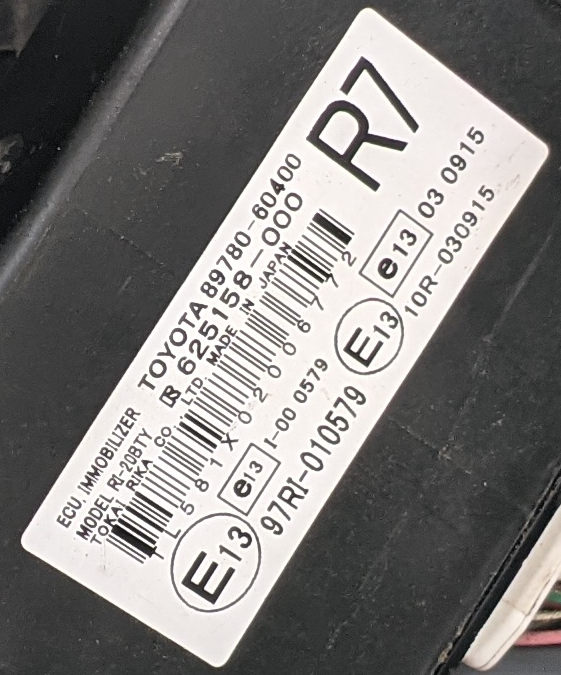 R7
TOYOTA 89780-60400
625158-000
ECU, IMMOBILIZER
MODEL RI-20BTY
TOKAI RIKA CO. LTD. MADE IN JAPAN
L581X02006772
e13 03 0915
E13 10R-030915
e13 I-00 0579
E13 97RI-010579